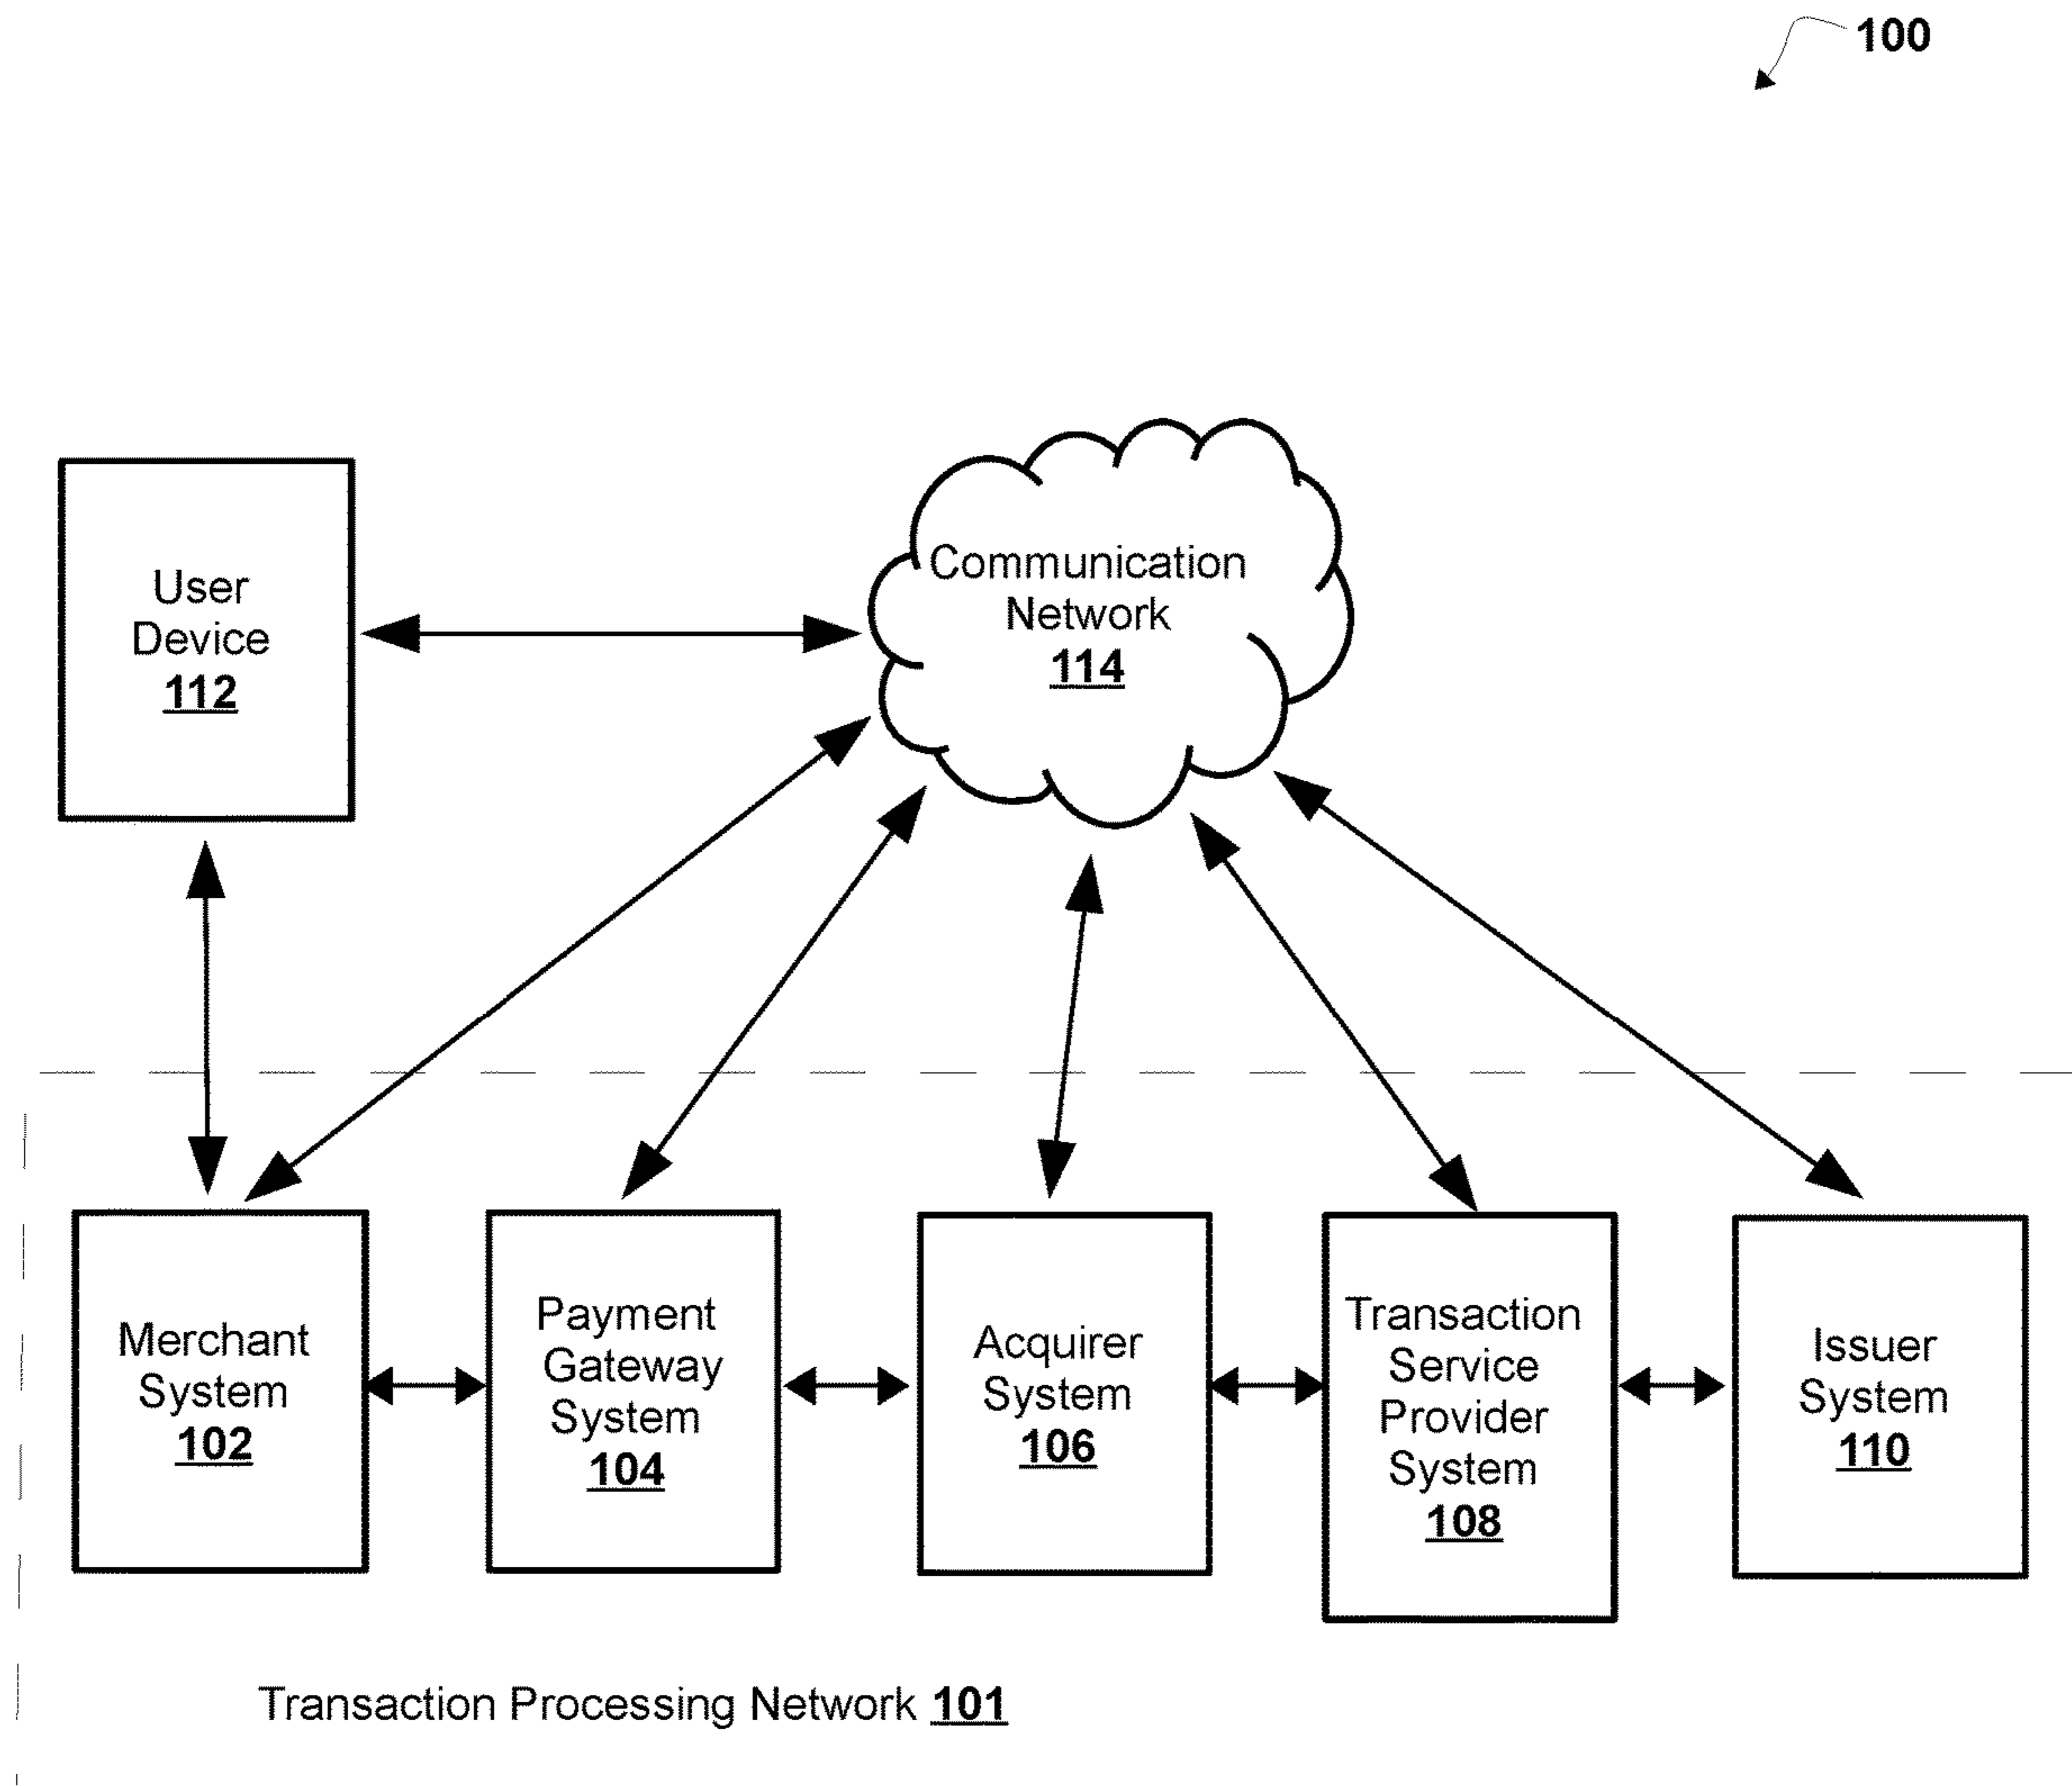 100
User
Device
112
Communication
Network
114
Merchant
System
102
Payment
Gateway
System
104
Acquirer
System
106
Transaction
Service
Provider
System
108
Issuer
System
110
Transaction Processing Network 101